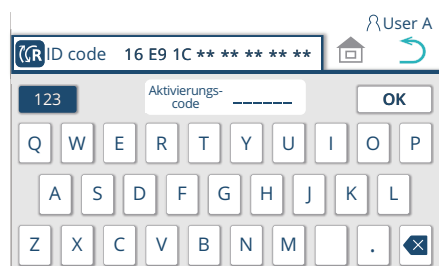 User A
R ID code 16 E9 1C ** ** ** ** **
123 Aktivierungs-
code ______ OK
Q W E R T Y U I O P
A S D F G H J K L
Z X C V B N M .